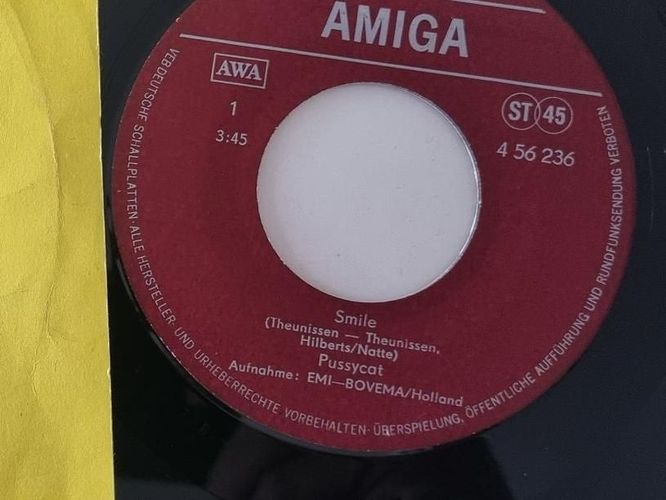 AMIGA
AWA
1
3:45
ST 45
4 56 236
Smile
(Theunissen — Theunissen,
Hilberts/Natte)
Pussycat
Aufnahme: EMI—BOVEMA/Holland
VEB DEUTSCHE SCHALLPLATTEN · ALLE HERSTELLER- UND URHEBERRECHTE VORBEHALTEN · ÜBERSPIELUNG, ÖFFENTLICHE AUFFÜHRUNG UND RUNDFUNKSENDUNG VERBOTEN